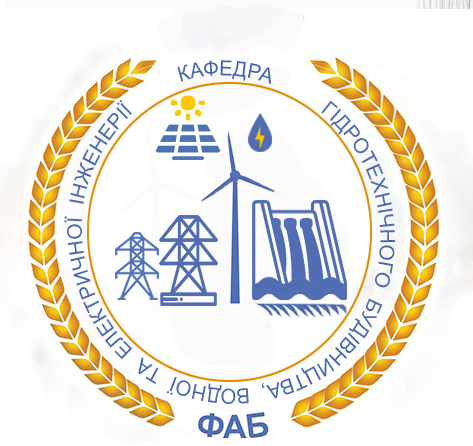 КАФЕДРА ГІДРОТЕХНІЧНОГО БУДІВНИЦТВА, ВОДНОЇ ТА ЕЛЕКТРИЧНОЇ ІНЖЕНЕРІЇ
ФАБ